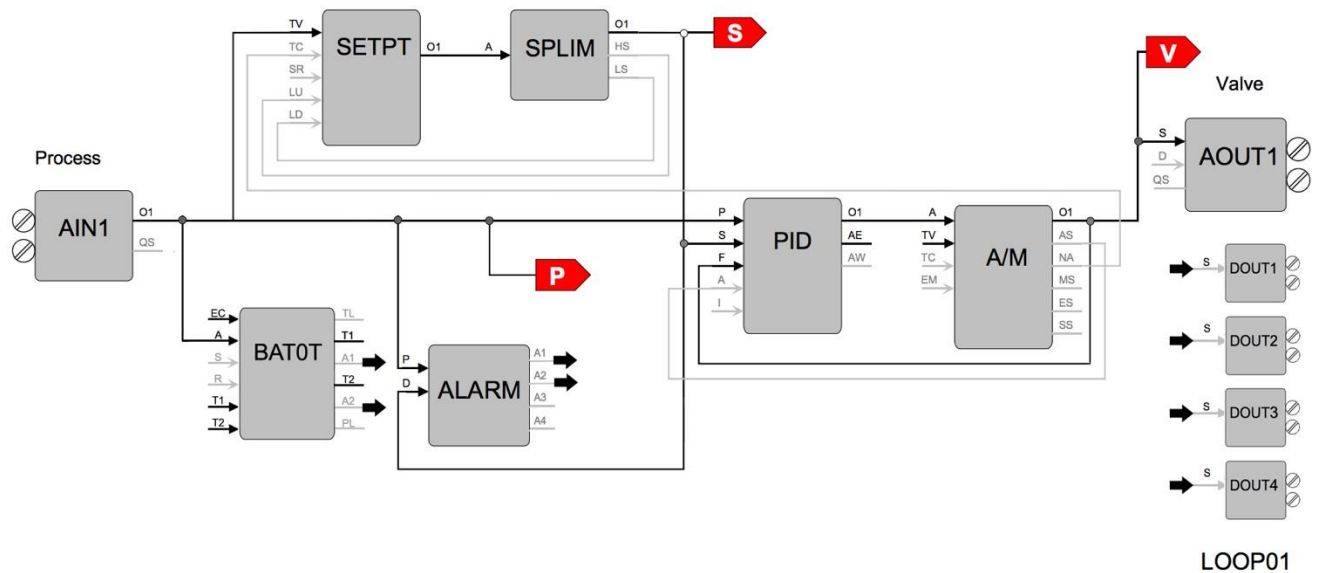 TV
TC
SR
LU
LD
SETPT
O1
A
SPLIM
O1
HS
LS
S
V
Valve
S
D
QS
AOUT1
Process
AIN1
O1
QS
P
P
S
F
A
I
PID
O1
AE
AW
A
TV
TC
EM
A/M
O1
AS
NA
MS
ES
SS
EC
A
S
R
T1
T2
BAT0T
TL
T1
A1
T2
A2
PL
P
D
ALARM
A1
A2
A3
A4
S
DOUT1
S
DOUT2
S
DOUT3
S
DOUT4
LOOP01